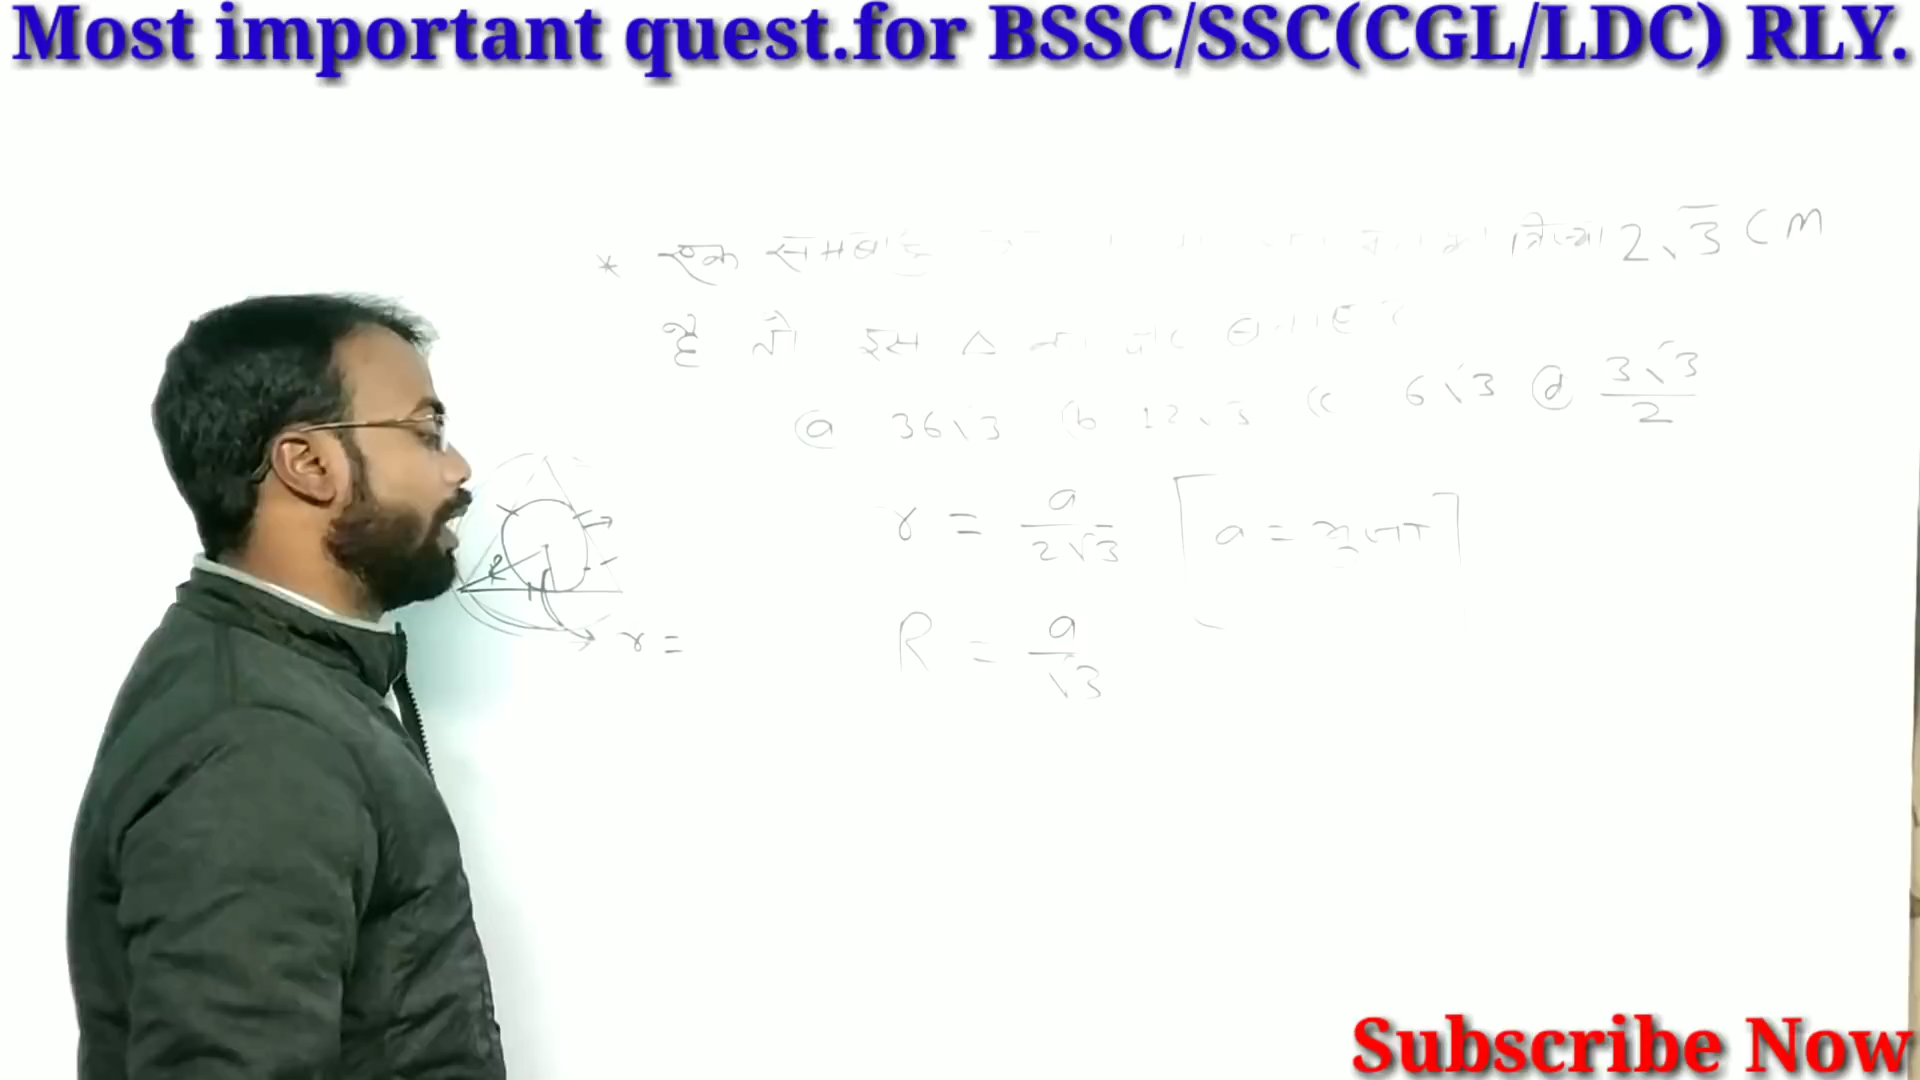 Most important quest.for BSSC/SSC(CGL/LDC) RLY.
* एक समबाहु त्रिज्या 2√3 CM
है तो इस △ का
(a) 36√3 (b 12√3 (c 6√3 (d) 3√3/2
r = a/2√3 [a = भुजा]
R
r =
R = a/√3
Subscribe Now